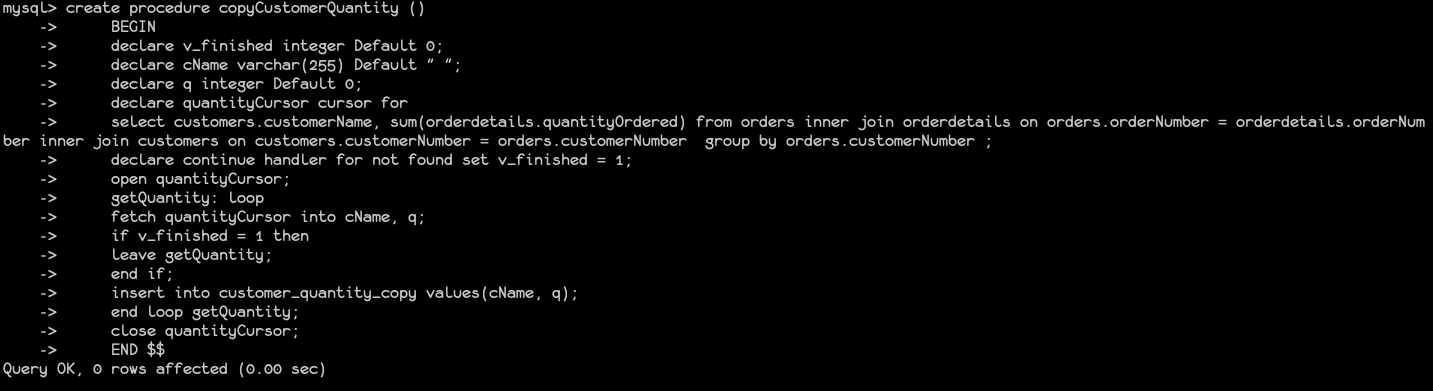 mysql> create procedure copyCustomerQuantity ()
    ->      BEGIN
    ->      declare v_finished integer Default 0;
    ->      declare cName varchar(255) Default " ";
    ->      declare q integer Default 0;
    ->      declare quantityCursor cursor for
    ->      select customers.customerName, sum(orderdetails.quantityOrdered) from orders inner join orderdetails on orders.orderNumber = orderdetails.orderNum
ber inner join customers on customers.customerNumber = orders.customerNumber  group by orders.customerNumber ;
    ->      declare continue handler for not found set v_finished = 1;
    ->      open quantityCursor;
    ->      getQuantity: loop
    ->      fetch quantityCursor into cName, q;
    ->      if v_finished = 1 then
    ->      leave getQuantity;
    ->      end if;
    ->      insert into customer_quantity_copy values(cName, q);
    ->      end loop getQuantity;
    ->      close quantityCursor;
    ->      END $$
Query OK, 0 rows affected (0.00 sec)